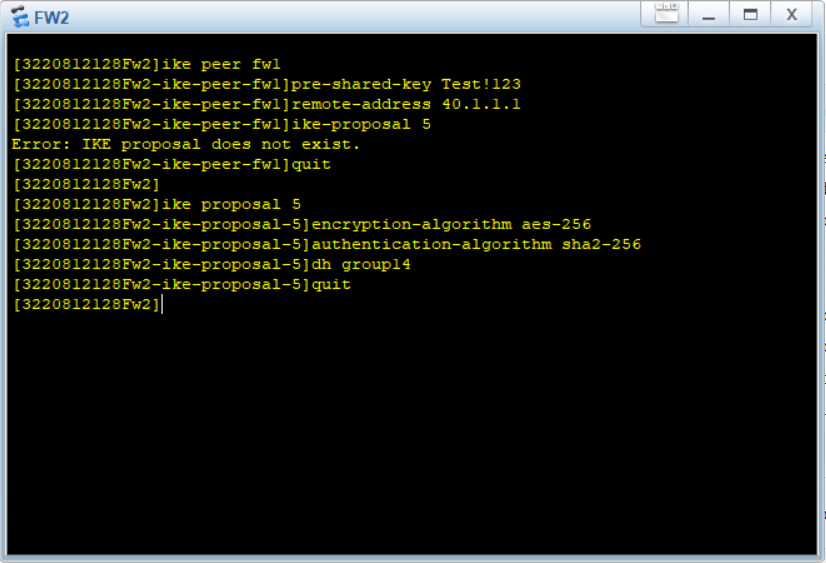 FW2
[3220812128Fw2]ike peer fw1
[3220812128Fw2-ike-peer-fw1]pre-shared-key Test!123
[3220812128Fw2-ike-peer-fw1]remote-address 40.1.1.1
[3220812128Fw2-ike-peer-fw1]ike-proposal 5
Error: IKE proposal does not exist.
[3220812128Fw2-ike-peer-fw1]quit
[3220812128Fw2]
[3220812128Fw2]ike proposal 5
[3220812128Fw2-ike-proposal-5]encryption-algorithm aes-256
[3220812128Fw2-ike-proposal-5]authentication-algorithm sha2-256
[3220812128Fw2-ike-proposal-5]dh group14
[3220812128Fw2-ike-proposal-5]quit
[3220812128Fw2]